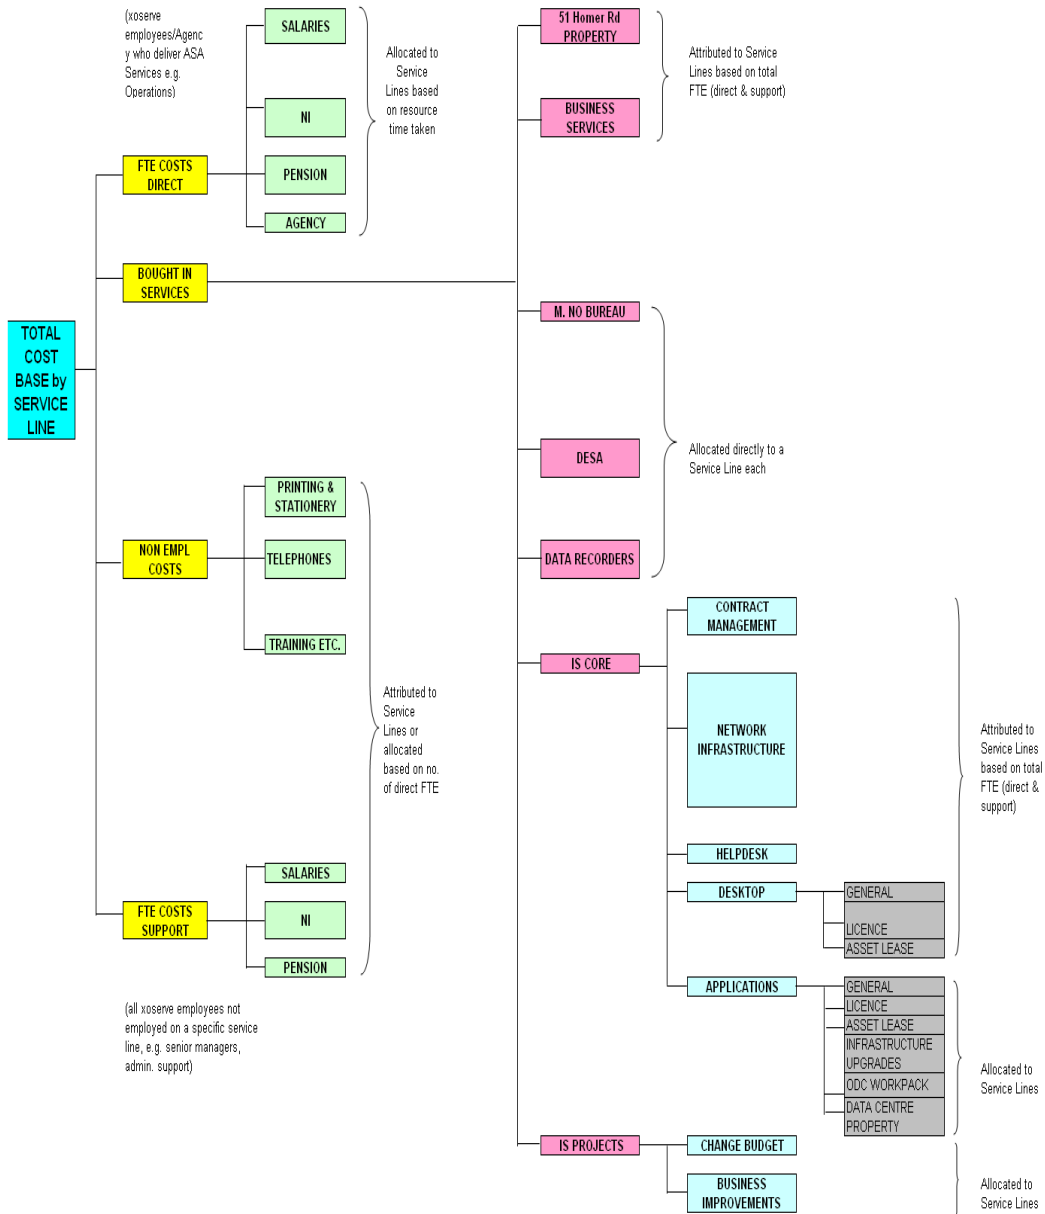 TOTAL
COST
BASE by
SERVICE
LINE
FTE COSTS
DIRECT
(xoserve
employees/Agenc
y who deliver ASA
Services e.g.
Operations)
SALARIES
NI
PENSION
AGENCY
Allocated to
Service
Lines based
on resource
time taken
BOUGHT IN
SERVICES
51 Homer Rd
PROPERTY
BUSINESS
SERVICES
Attributed to Service
Lines based on total
FTE (direct & support)
M. NO BUREAU
DESA
DATA RECORDERS
Allocated directly to a
Service Line each
IS CORE
CONTRACT
MANAGEMENT
NETWORK
INFRASTRUCTURE
HELPDESK
DESKTOP
GENERAL
LICENCE
ASSET LEASE
Attributed to
Service Lines
based on total
FTE (direct &
support)
APPLICATIONS
GENERAL
LICENCE
ASSET LEASE
INFRASTRUCTURE
UPGRADES
ODC WORKPACK
DATA CENTRE
PROPERTY
Allocated to
Service Lines
IS PROJECTS
CHANGE BUDGET
BUSINESS
IMPROVEMENTS
Allocated to
Service Lines
NON EMPL
COSTS
PRINTING &
STATIONERY
TELEPHONES
TRAINING ETC.
Attributed to
Service
Lines or
allocated
based on no.
of direct FTE
FTE COSTS
SUPPORT
SALARIES
NI
PENSION
(all xoserve employees not
employed on a specific service
line, e.g. senior managers,
admin. support)